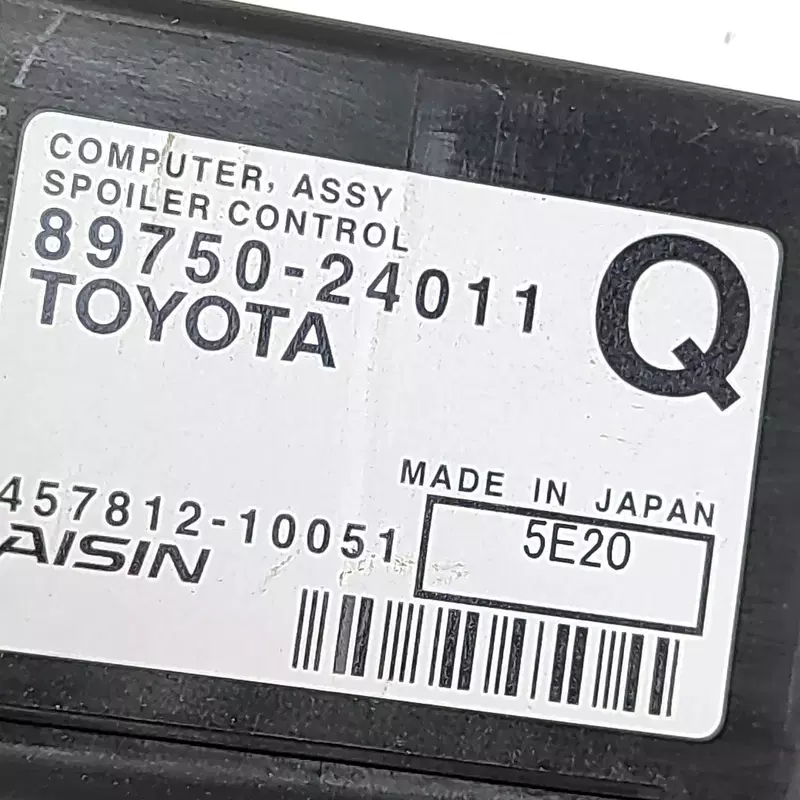 COMPUTER, ASSY
SPOILER CONTROL
89750-24011
TOYOTA
Q
MADE IN JAPAN
457812-10051
5E20
AISIN